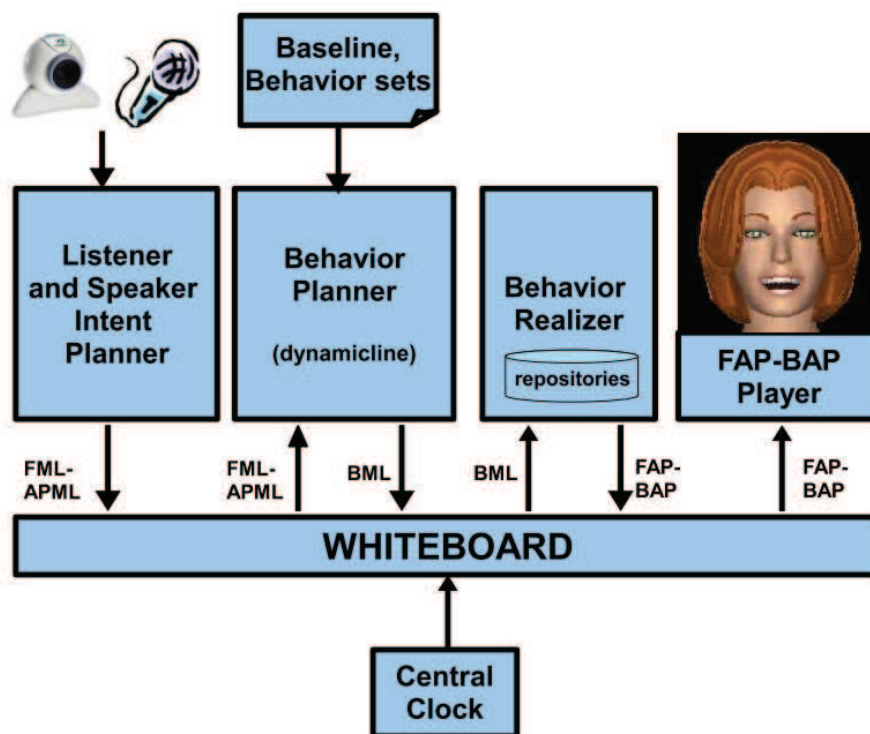 Baseline,
Behavior sets
Listener
and Speaker
Intent
Planner
Behavior
Planner
(dynamicline)
Behavior
Realizer
repositories
FAP-BAP
Player
FML-
APML
FML-
APML
BML
BML
FAP-
BAP
FAP-
BAP
WHITEBOARD
Central
Clock